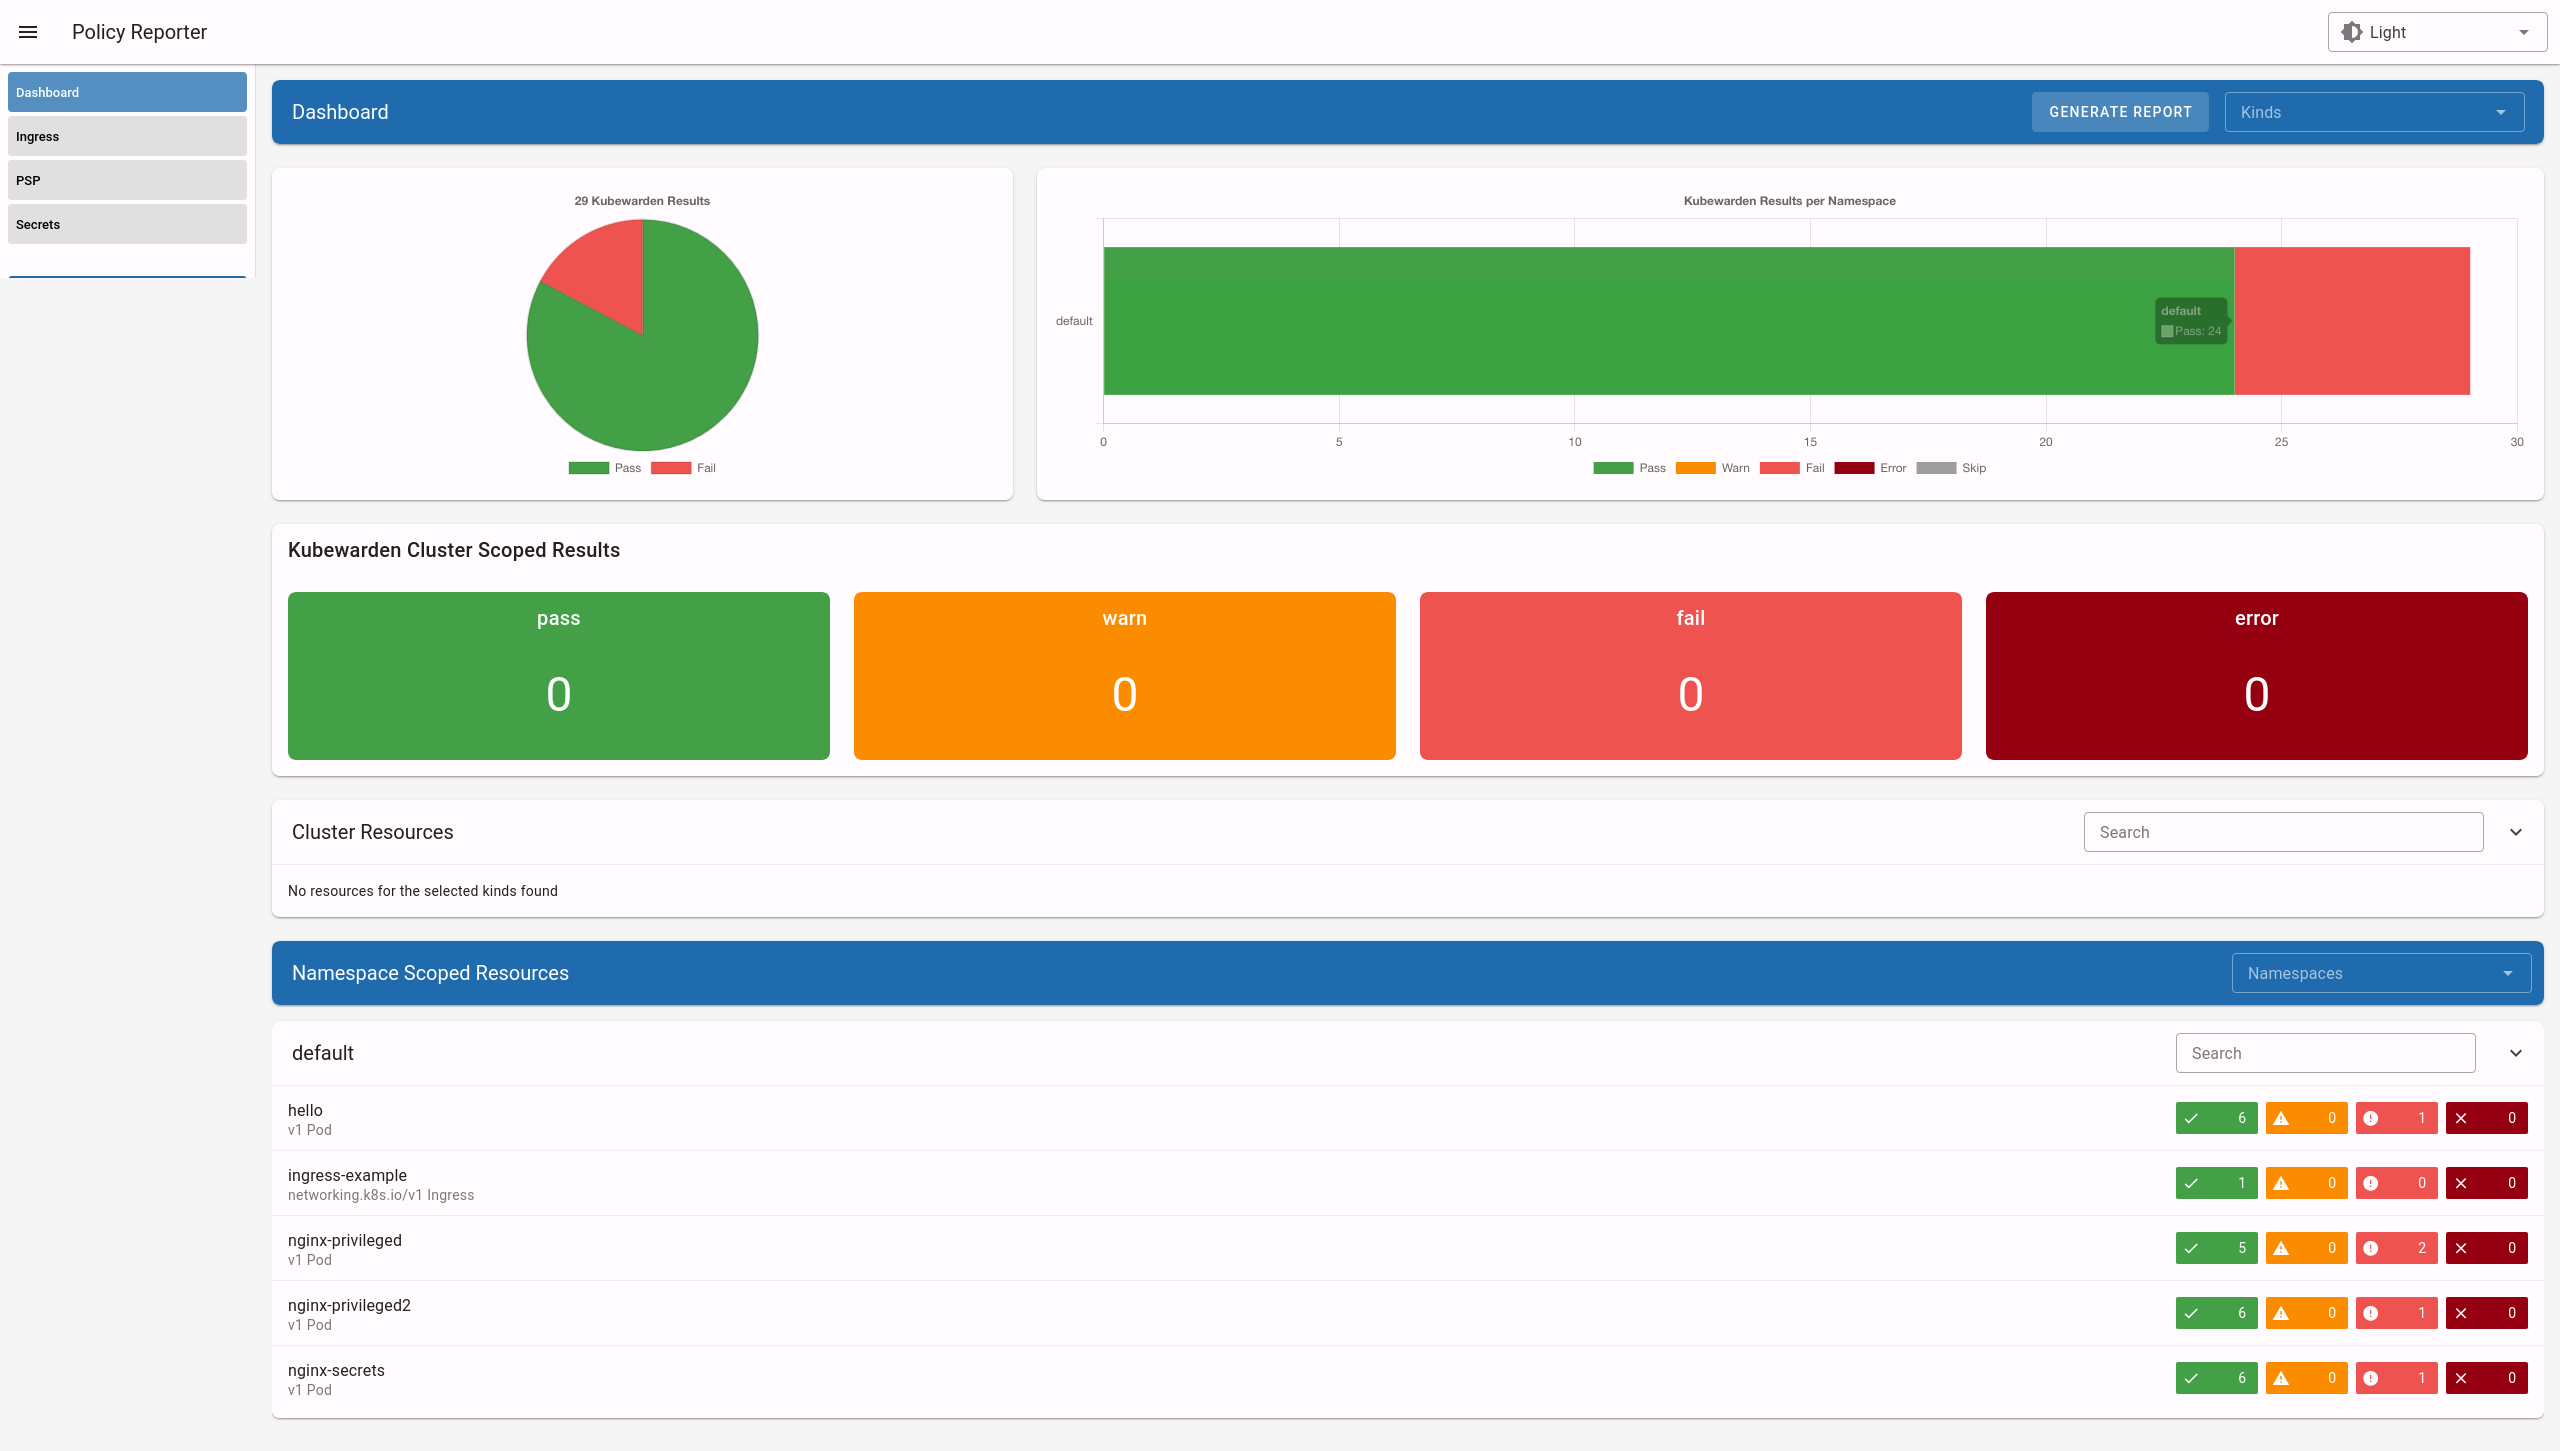 Policy Reporter
Light
Dashboard
Ingress
PSP
Secrets
Dashboard
GENERATE REPORT
Kinds
29 Kubewarden Results
Pass Fail
Kubewarden Results per Namespace
default
default
Pass: 24
0 5 10 15 20 25 30
Pass Warn Fail Error Skip
Kubewarden Cluster Scoped Results
pass
0
warn
0
fail
0
error
0
Cluster Resources
Search
No resources for the selected kinds found
Namespace Scoped Resources
Namespaces
default
Search
hello
v1 Pod
6 0 1 0
ingress-example
networking.k8s.io/v1 Ingress
1 0 0 0
nginx-privileged
v1 Pod
5 0 2 0
nginx-privileged2
v1 Pod
6 0 1 0
nginx-secrets
v1 Pod
6 0 1 0